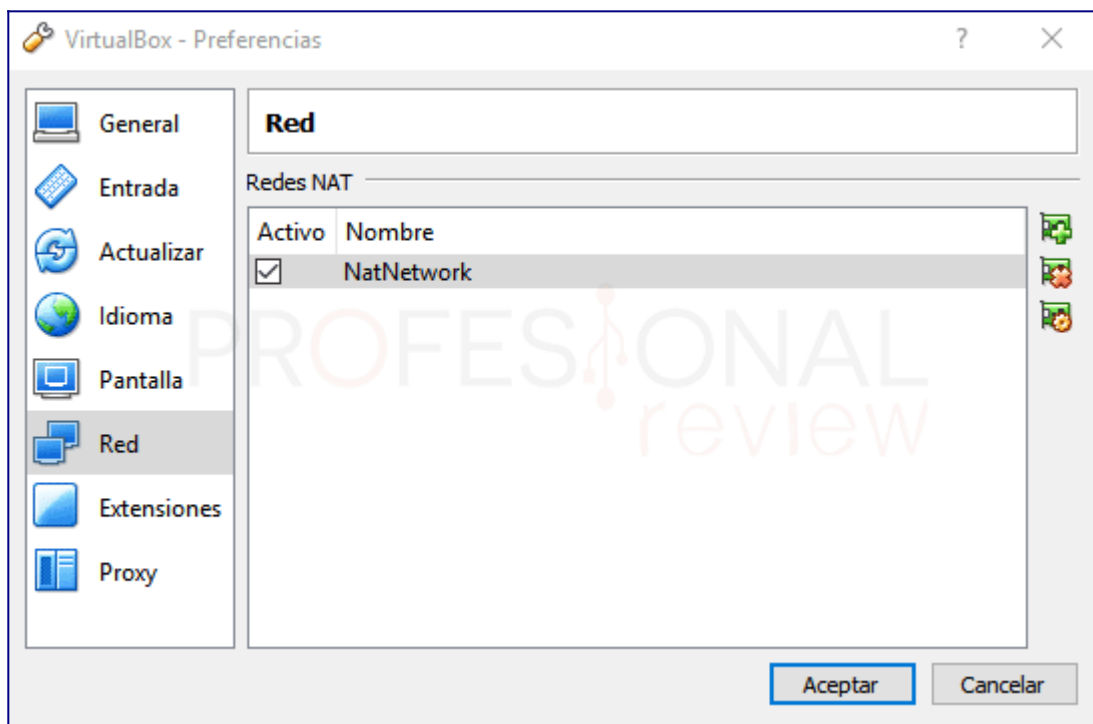 VirtualBox - Preferencias
General
Entrada
Actualizar
Idioma
Pantalla
Red
Extensiones
Proxy
Red
Redes NAT
Activo Nombre
NatNetwork
PROFESIONAL
review
Aceptar Cancelar